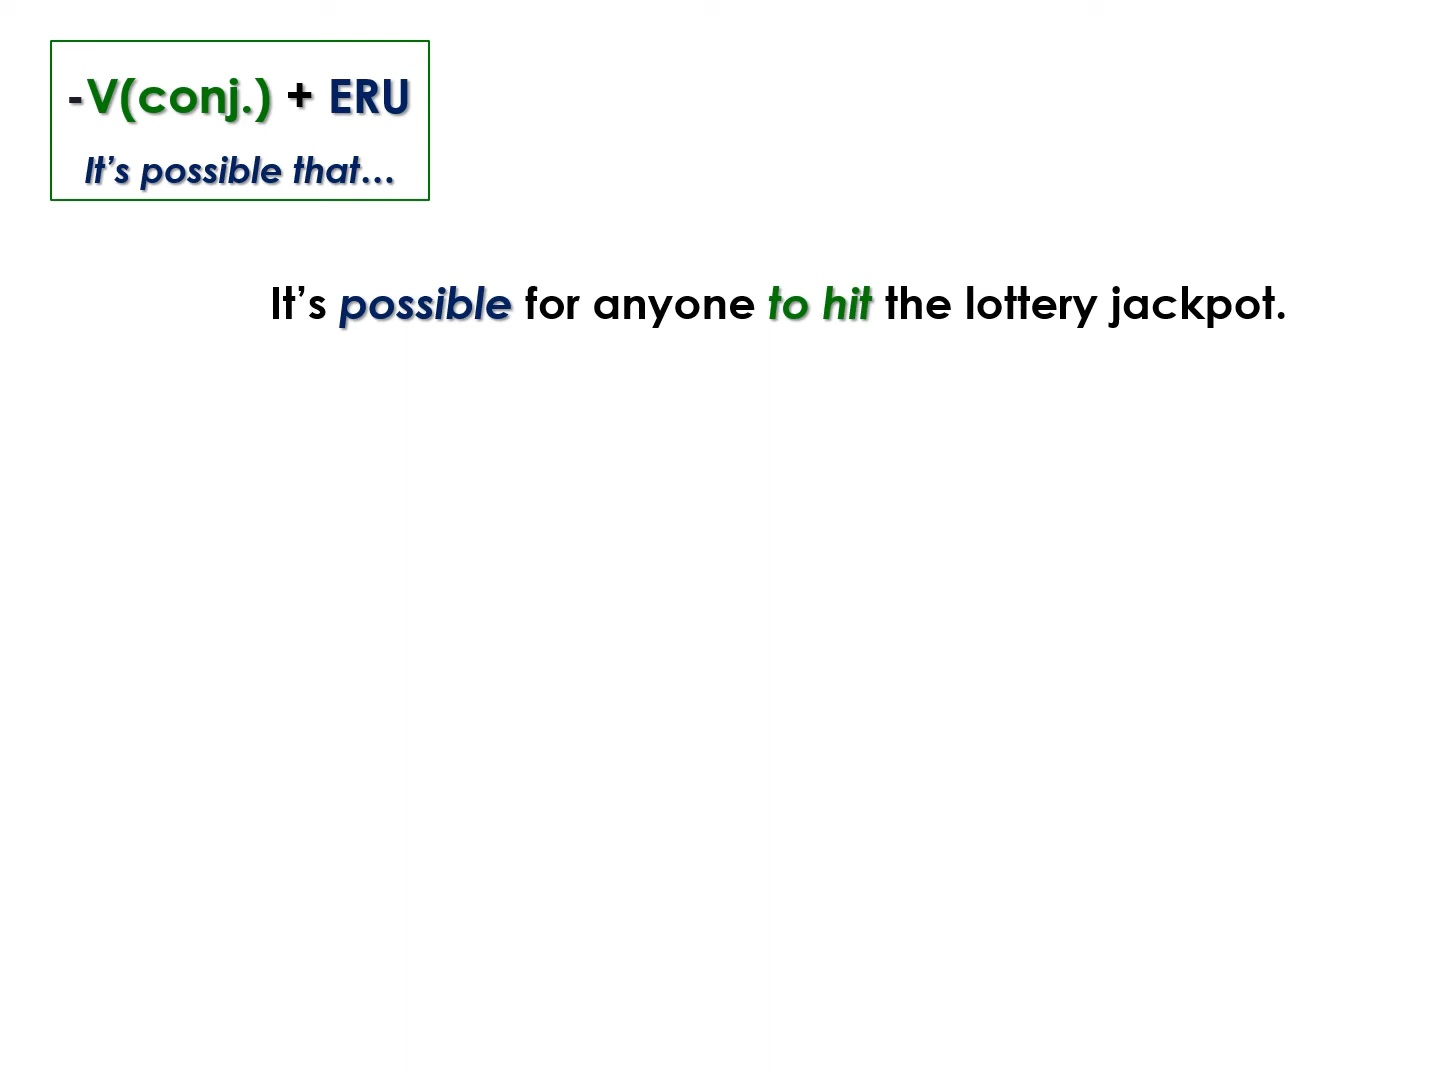 -V(conj.) + ERU
It’s possible that…
It’s possible for anyone to hit the lottery jackpot.